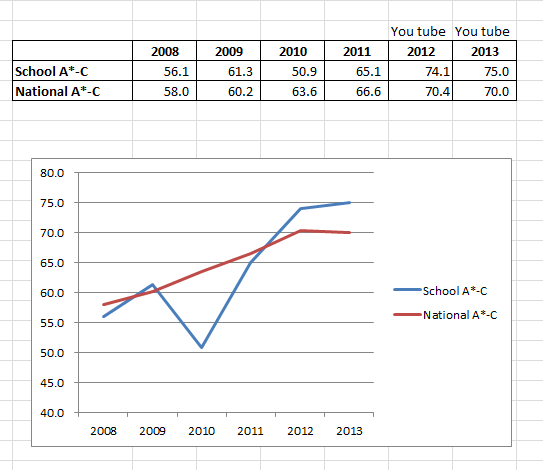 You tube You tube
2008 2009 2010 2011 2012 2013
School A*-C 56.1 61.3 50.9 65.1 74.1 75.0
National A*-C 58.0 60.2 63.6 66.6 70.4 70.0
80.0
75.0
70.0
65.0
60.0
55.0
50.0
45.0
40.0
2008 2009 2010 2011 2012 2013
School A*-C
National A*-C